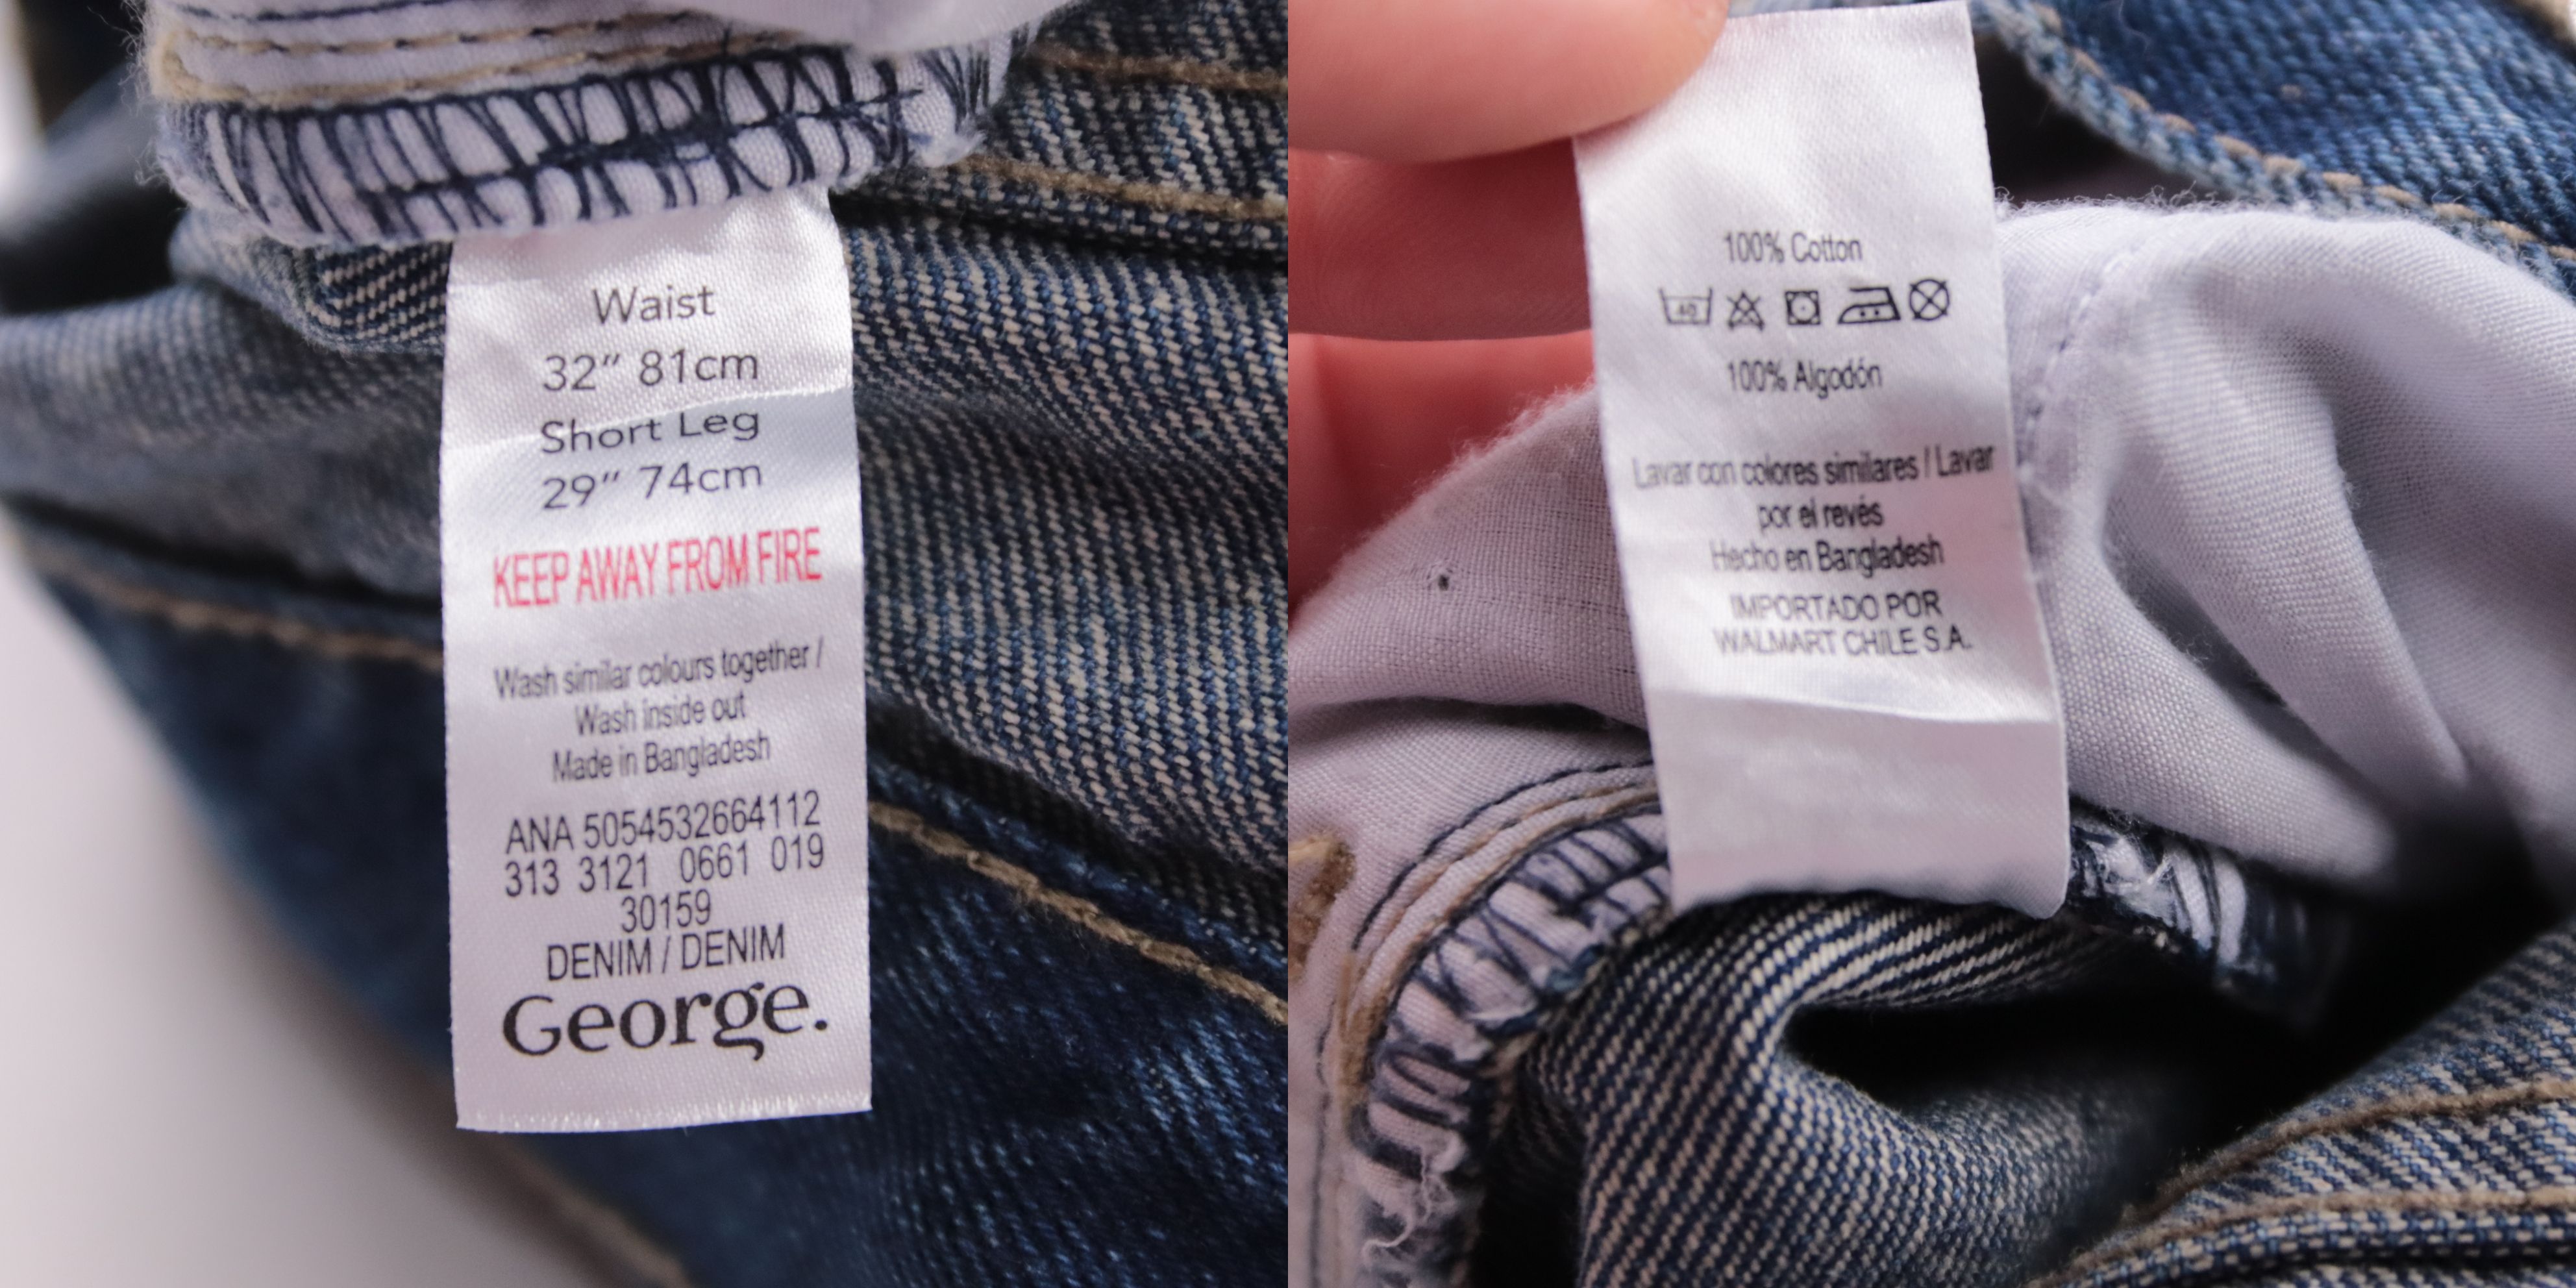 Waist
32" 81cm
Short Leg
29" 74cm
KEEP AWAY FROM FIRE
Wash similar colours together /
Wash inside out
Made in Bangladesh
ANA 5054532664112
313 3121 0661 019
30159
DENIM / DENIM
George.
100% Cotton
40
100% Algodón
Lavar con colores similares / Lavar
por el revés
Hecho en Bangladesh
IMPORTADO POR
WALMART CHILE S.A.